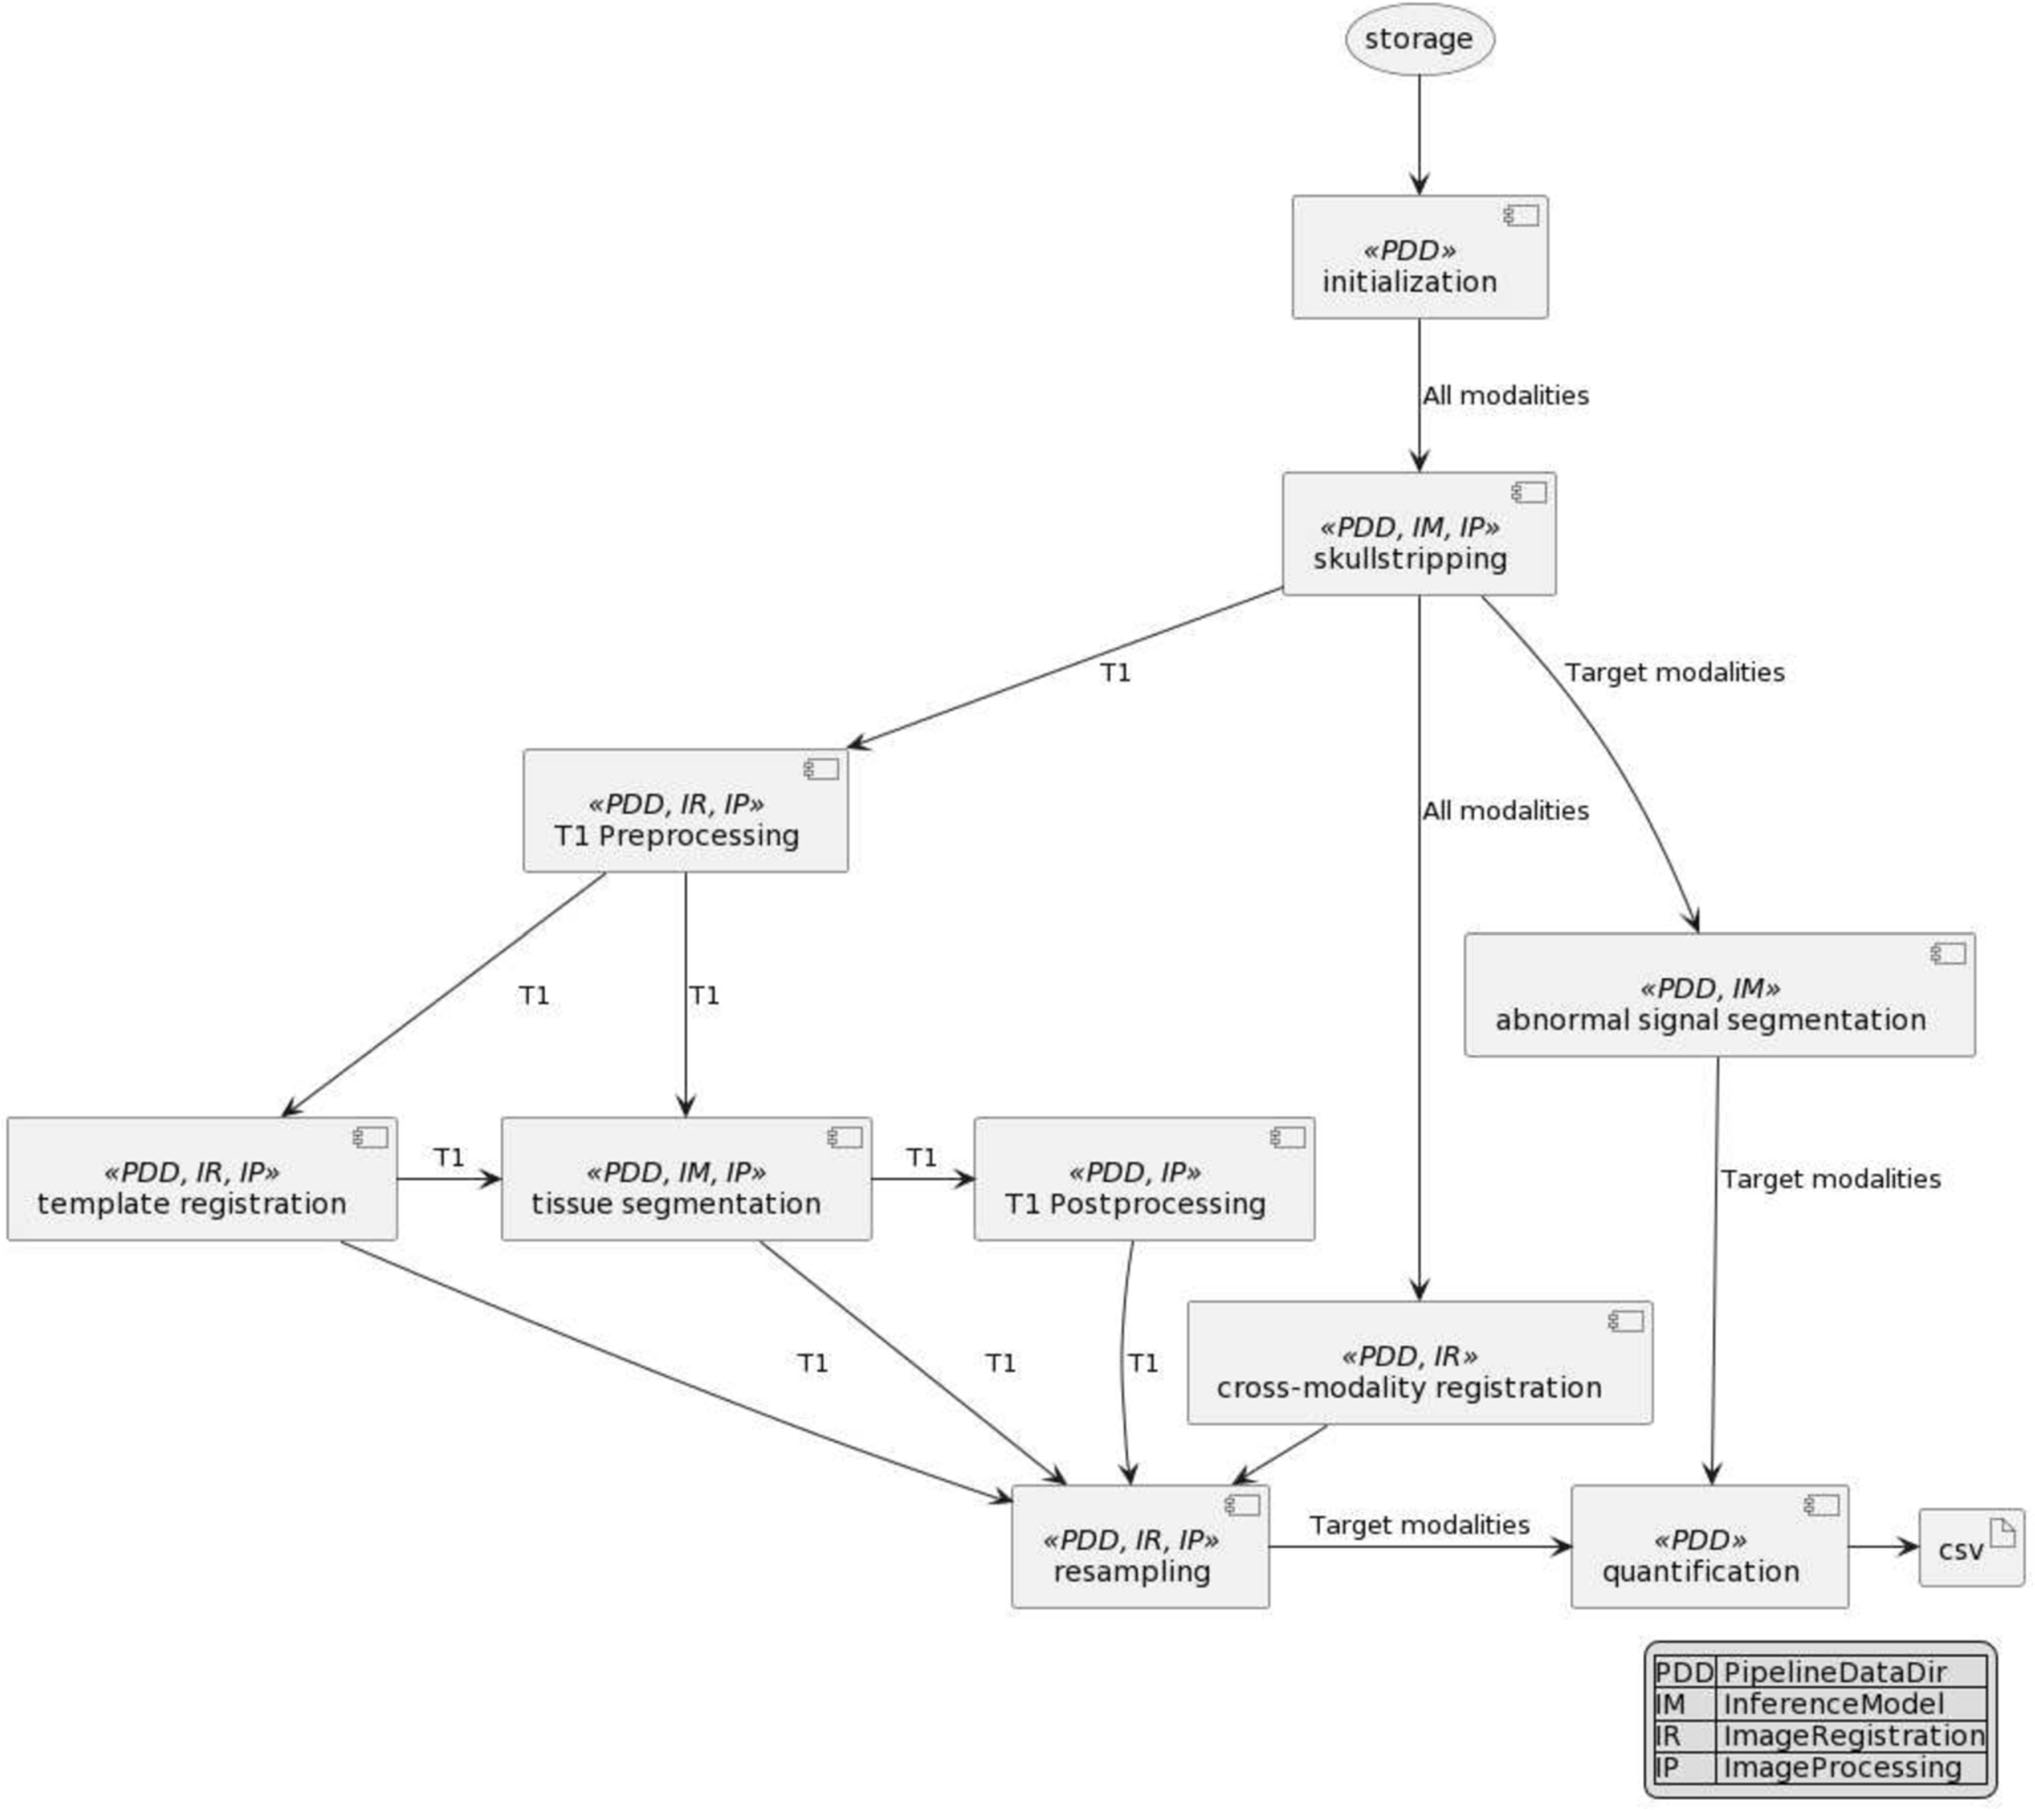 storage
«PDD»
initialization
All modalities
«PDD, IM, IP»
skullstripping
T1
Target modalities
«PDD, IR, IP»
T1 Preprocessing
All modalities
T1
T1
«PDD, IM»
abnormal signal segmentation
«PDD, IR, IP»
template registration
T1
«PDD, IM, IP»
tissue segmentation
T1
«PDD, IP»
T1 Postprocessing
Target modalities
T1
T1
T1
«PDD, IR»
cross-modality registration
«PDD, IR, IP»
resampling
Target modalities
«PDD»
quantification
csv
PDD PipelineDataDir
IM InferenceModel
IR ImageRegistration
IP ImageProcessing